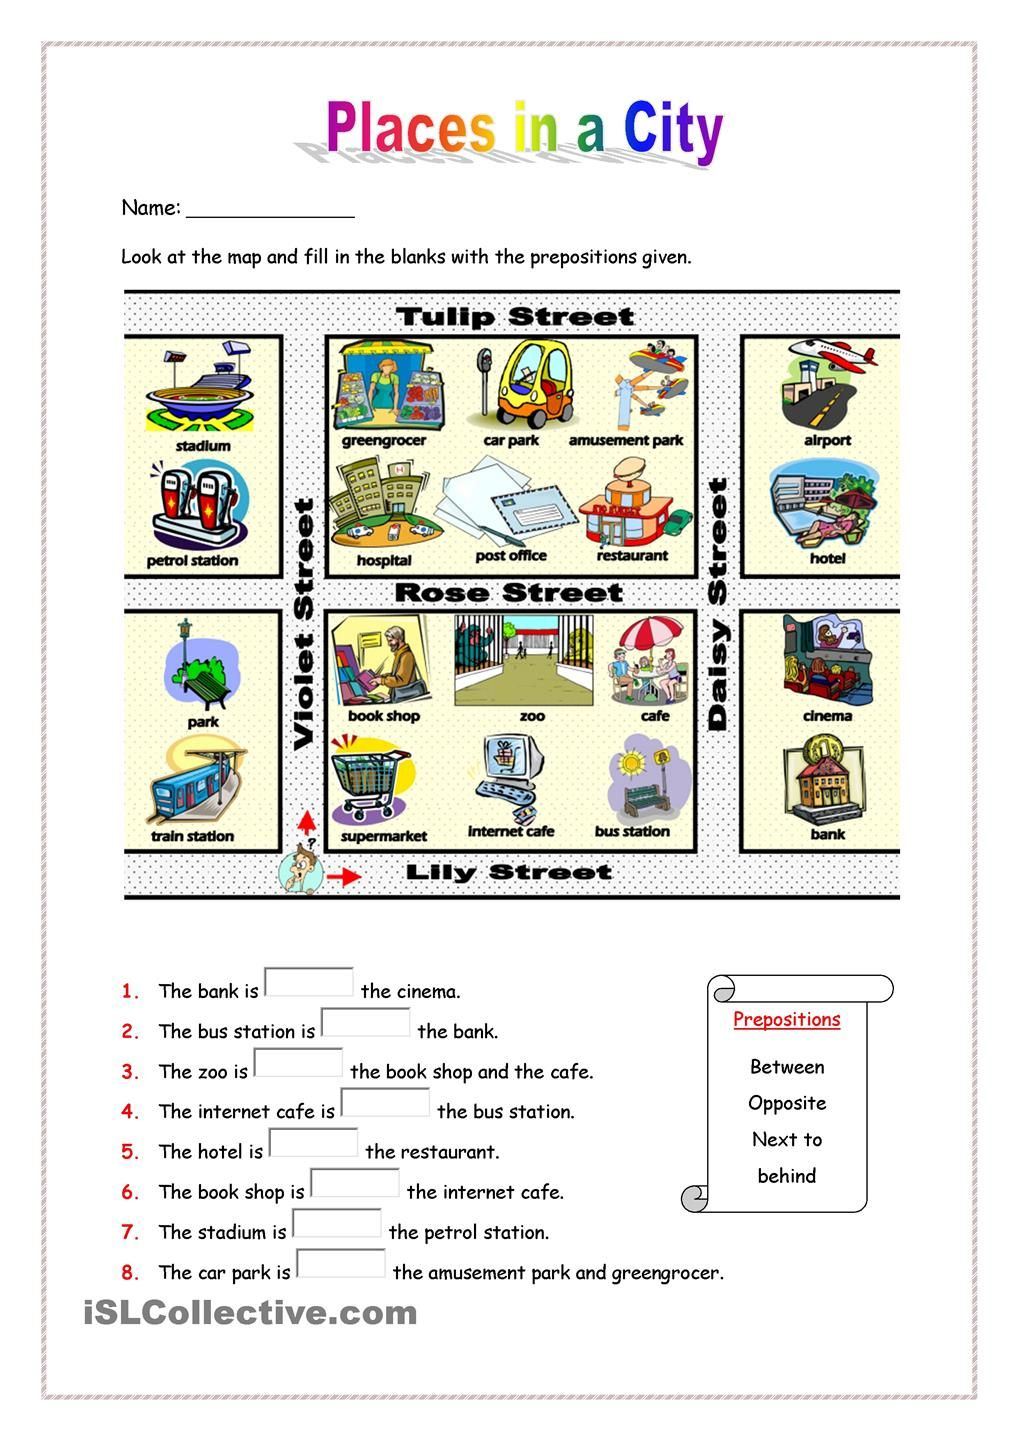 Places in a City
Name: _______________
Look at the map and fill in the blanks with the prepositions given.
Tulip Street
stadium
greengrocer car park amusement park
airport
petrol station
hospital post office restaurant
hotel
Violet Street
Rose Street
Daisy Street
park
book shop zoo cafe
cinema
train station
supermarket internet cafe bus station
bank
?
Lily Street
1. The bank is the cinema.
2. The bus station is the bank.
3. The zoo is the book shop and the cafe.
4. The internet cafe is the bus station.
5. The hotel is the restaurant.
6. The book shop is the internet cafe.
7. The stadium is the petrol station.
8. The car park is the amusement park and greengrocer.
Prepositions
Between
Opposite
Next to
behind
iSLCollective.com